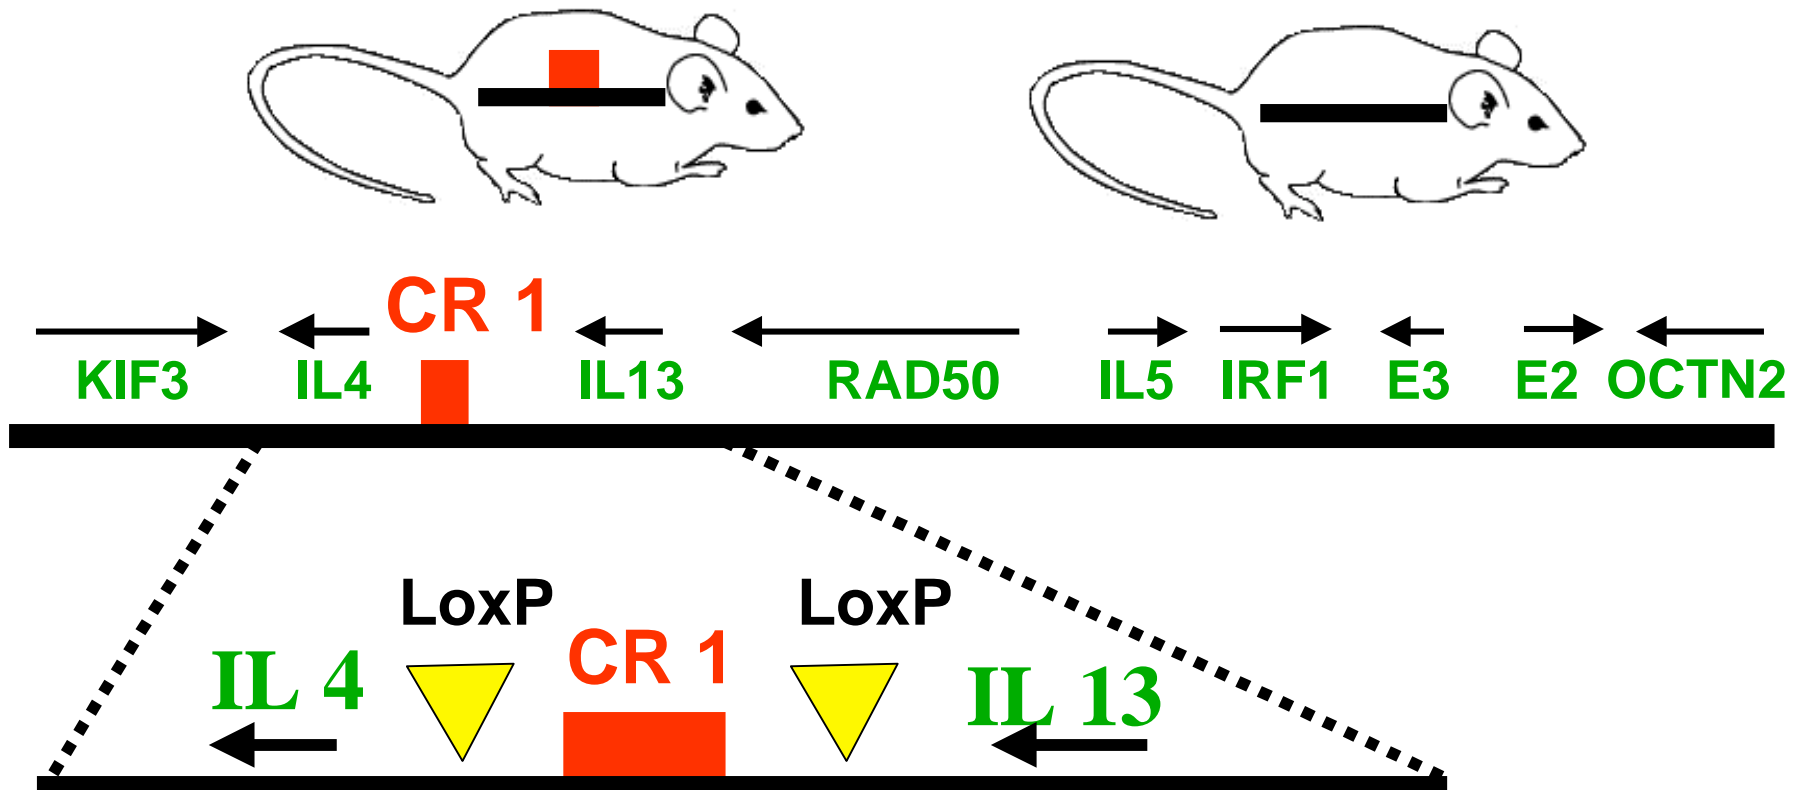 CR 1
KIF3 IL4 IL13 RAD50 IL5 IRF1 E3 E2 OCTN2
LoxP LoxP
IL 4 CR 1 IL 13